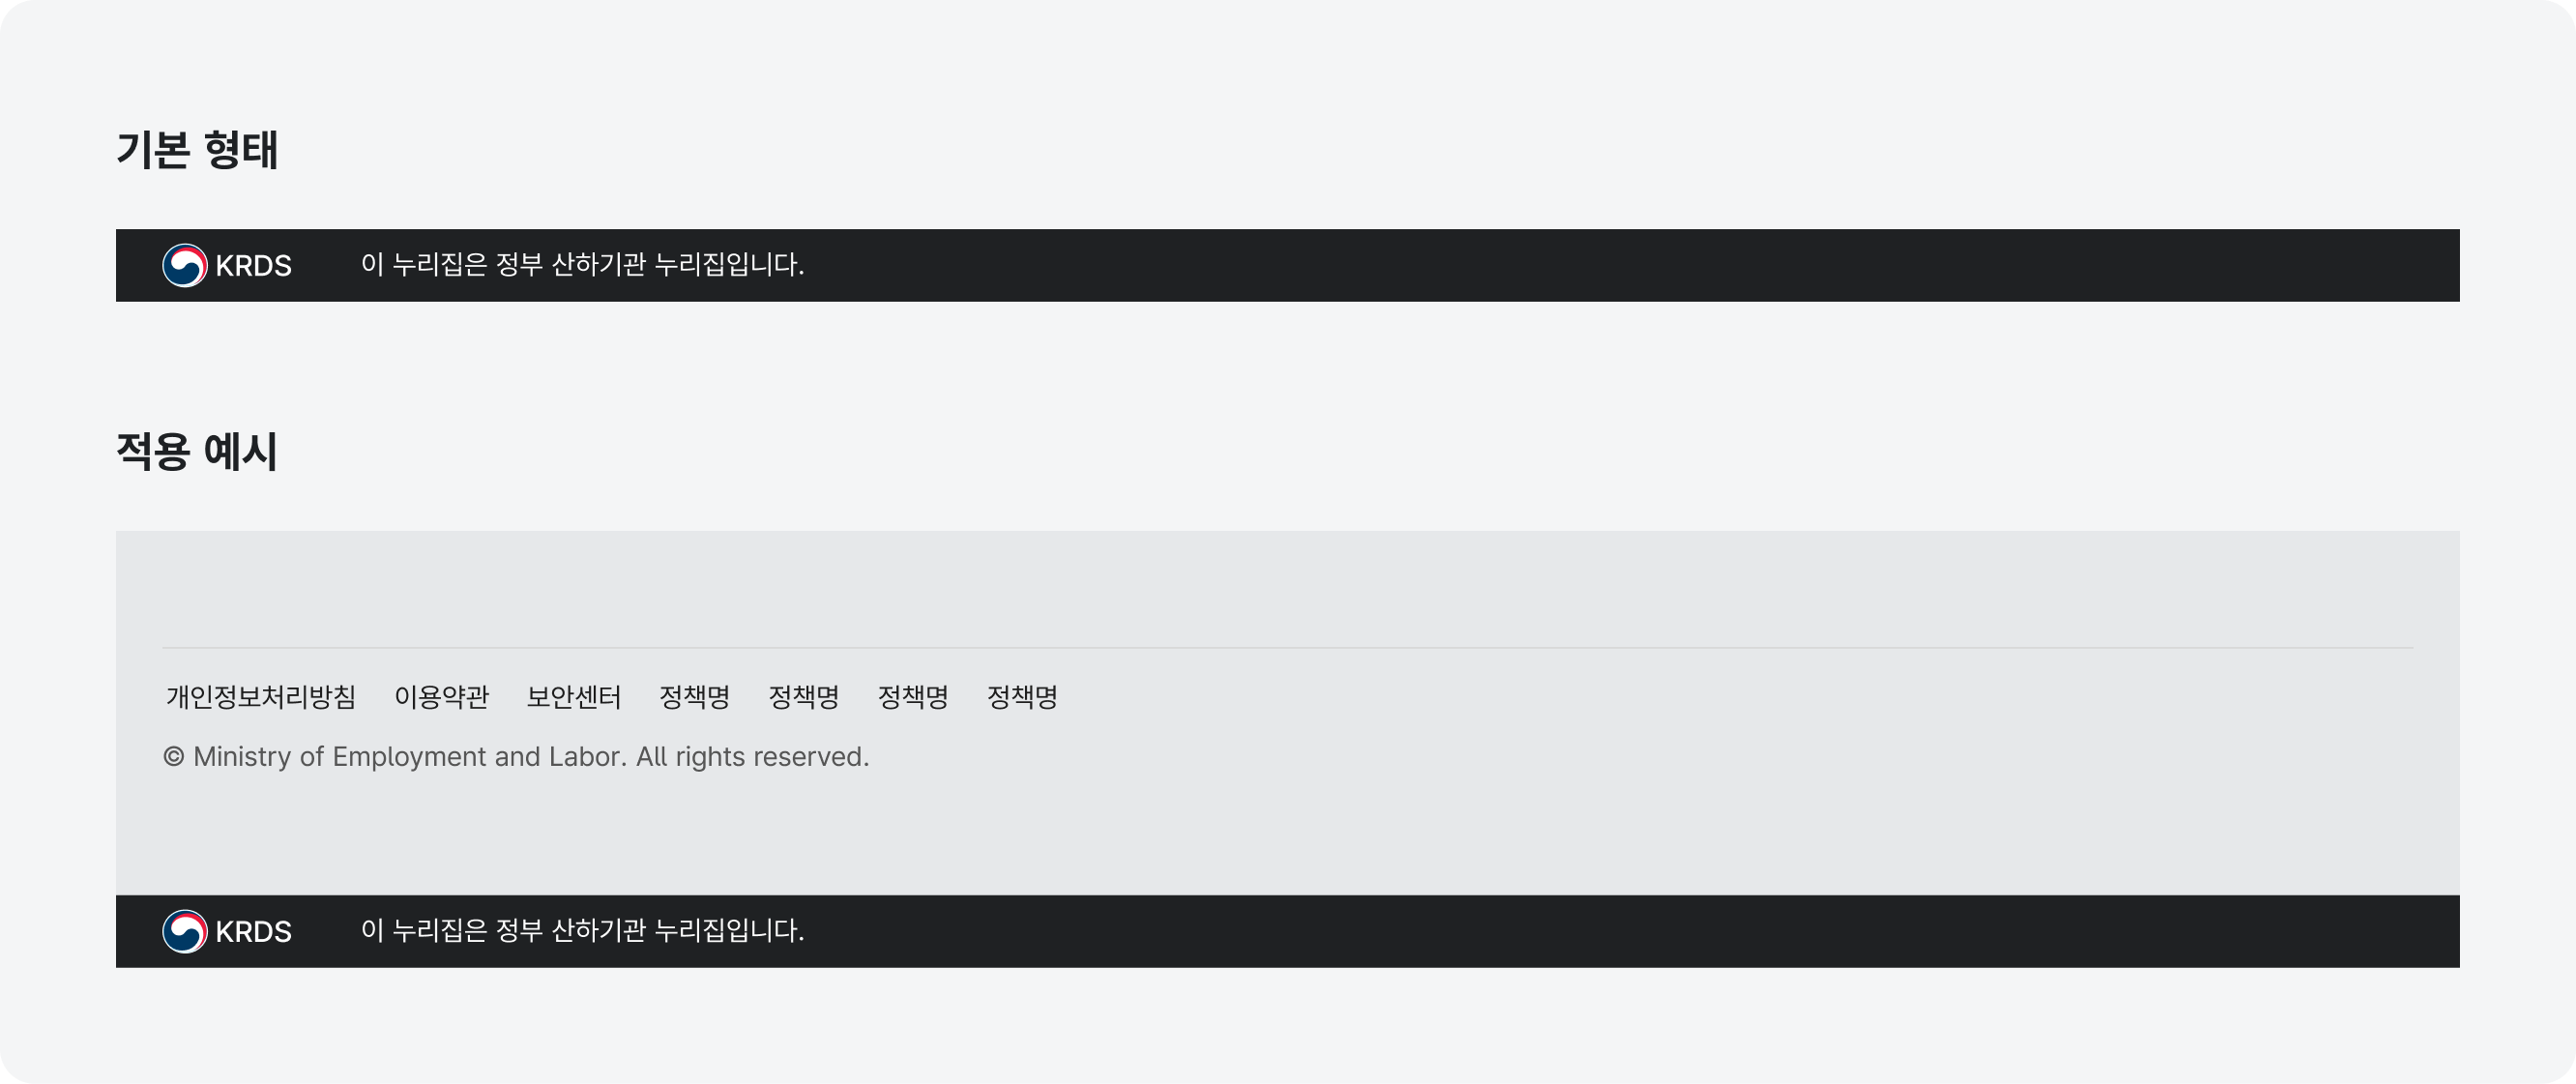 기본 형태
KRDS 이 누리집은 정부 산하기관 누리집입니다.
적용 예시
개인정보처리방침 이용약관 보안센터 정책명 정책명 정책명 정책명
© Ministry of Employment and Labor. All rights reserved.
KRDS 이 누리집은 정부 산하기관 누리집입니다.